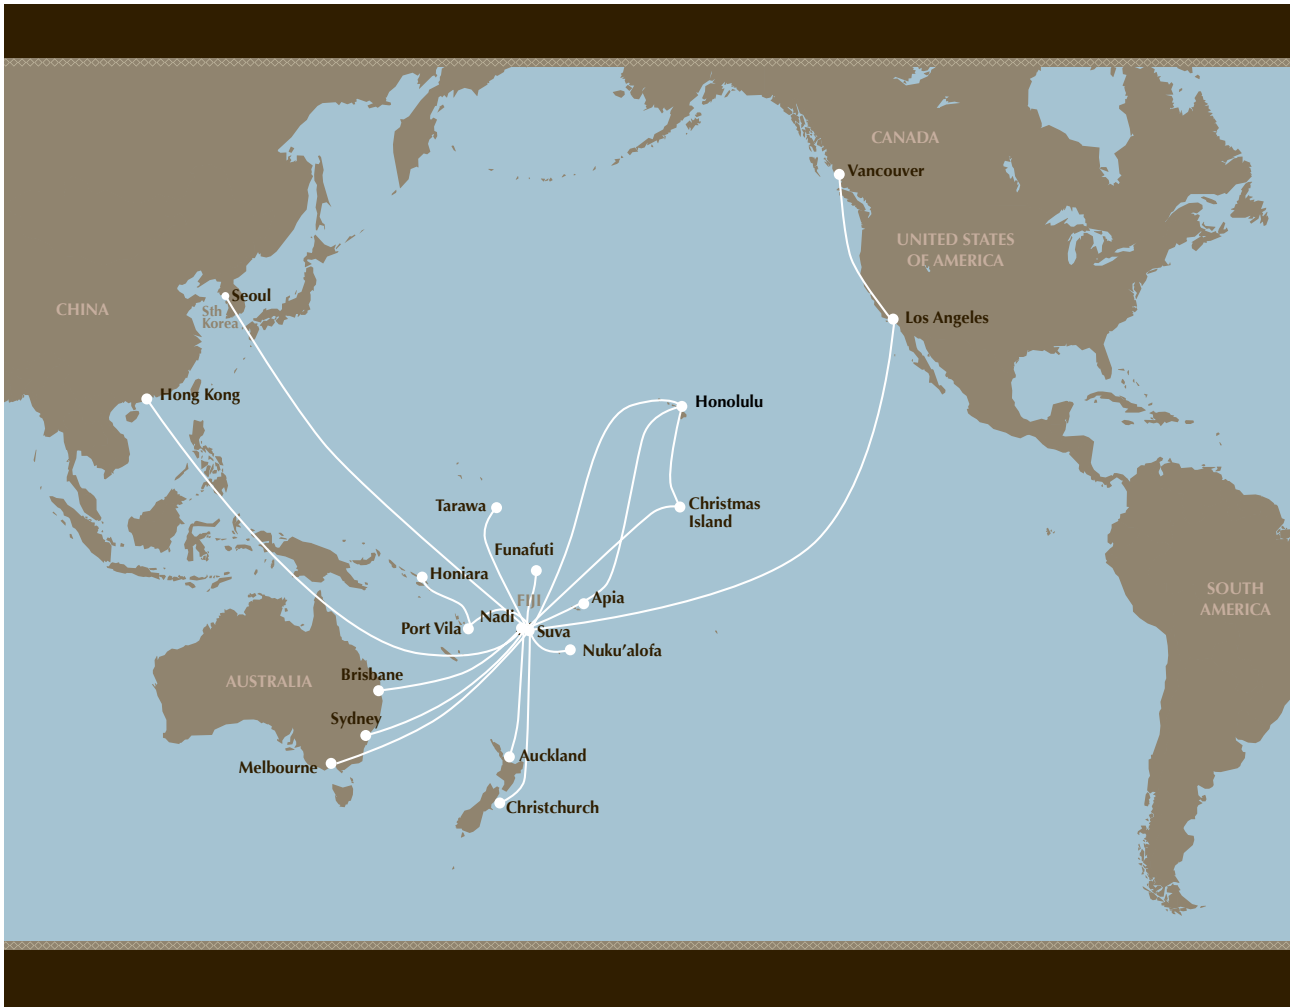 CANADA
Vancouver
UNITED STATES
OF AMERICA
Seoul
CHINA
Sth
Korea
Los Angeles
Hong Kong
Honolulu
Tarawa
Christmas
Island
Funafuti
Honiara
FIJI
Apia
SOUTH
AMERICA
Nadi
Port Vila
Suva
Nuku’alofa
Brisbane
AUSTRALIA
Sydney
Auckland
Melbourne
Christchurch